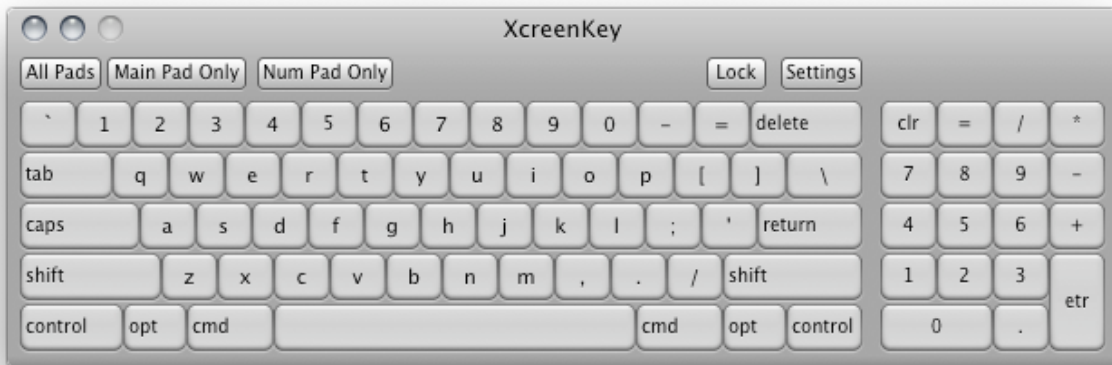 XcreenKey
All Pads Main Pad Only Num Pad Only Lock Settings
` 1 2 3 4 5 6 7 8 9 0 - = delete clr = / *
tab q w e r t y u i o p [ ] \ 7 8 9 -
caps a s d f g h j k l ; ' return 4 5 6 +
shift z x c v b n m , . / shift 1 2 3 etr
control opt cmd cmd opt control 0 .